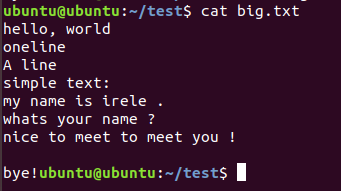 ubuntu@ubuntu:~/test$ cat big.txt
hello, world
oneline
A line
simple text:
my name is irele .
whats your name ?
nice to meet to meet you !

bye!ubuntu@ubuntu:~/test$